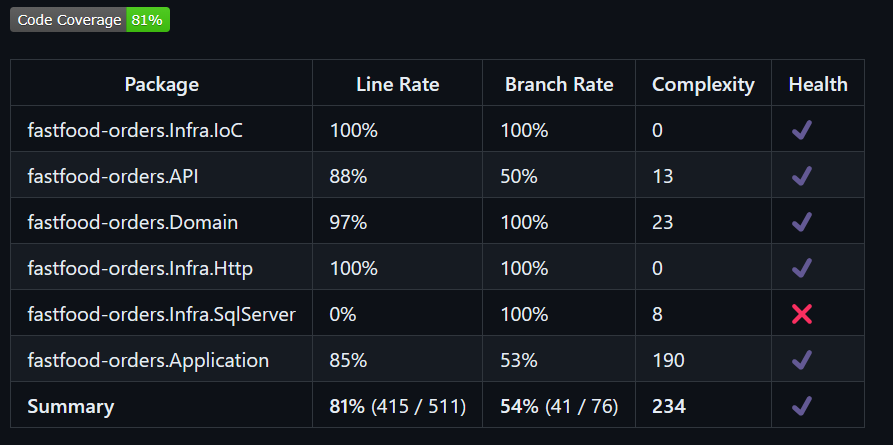 Code Coverage 81%
Package Line Rate Branch Rate Complexity Health
fastfood-orders.Infra.IoC 100% 100% 0 ✔
fastfood-orders.API 88% 50% 13 ✔
fastfood-orders.Domain 97% 100% 23 ✔
fastfood-orders.Infra.Http 100% 100% 0 ✔
fastfood-orders.Infra.SqlServer 0% 100% 8 ❌
fastfood-orders.Application 85% 53% 190 ✔
Summary 81% (415 / 511) 54% (41 / 76) 234 ✔